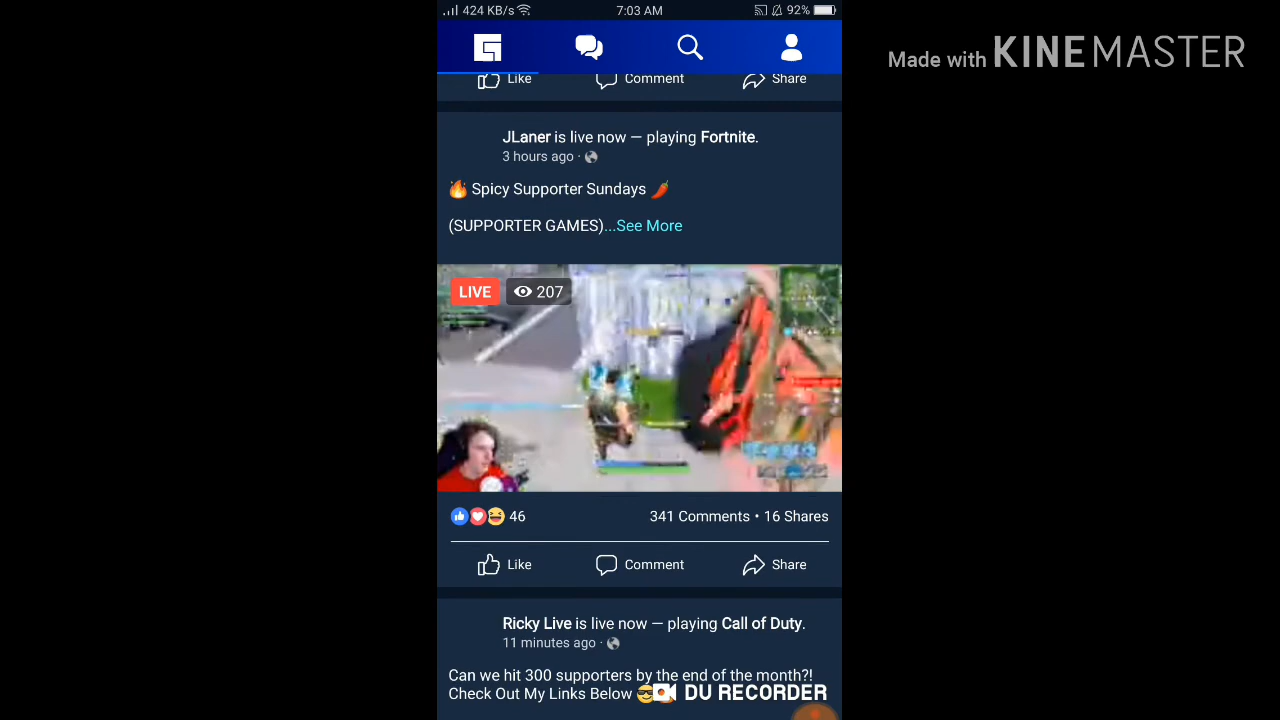 424 KB/s
7:03 AM
92%
Made with KINEMASTER
Like
Comment
Share
JLaner is live now — playing Fortnite.
3 hours ago ·
🔥 Spicy Supporter Sundays 🌶️
(SUPPORTER GAMES)...See More
LIVE
207
46
341 Comments • 16 Shares
Like
Comment
Share
Ricky Live is live now — playing Call of Duty.
11 minutes ago ·
Can we hit 300 supporters by the end of the month?!
Check Out My Links Below 😎
DU RECORDER